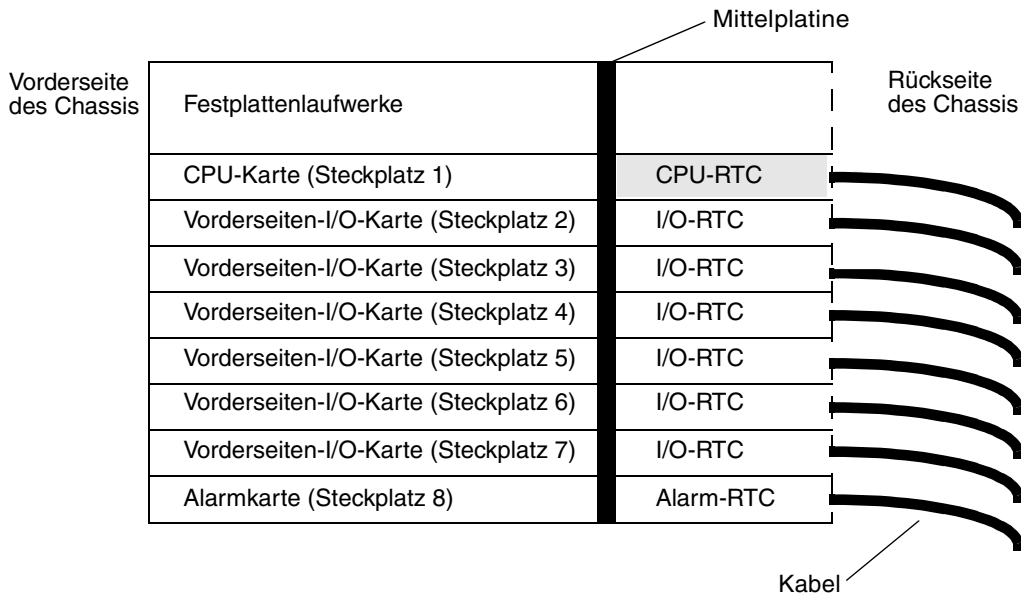 Mittelplatine
Vorderseite
des Chassis
Rückseite
des Chassis
Festplattenlaufwerke
CPU-Karte (Steckplatz 1) CPU-RTC
Vorderseiten-I/O-Karte (Steckplatz 2) I/O-RTC
Vorderseiten-I/O-Karte (Steckplatz 3) I/O-RTC
Vorderseiten-I/O-Karte (Steckplatz 4) I/O-RTC
Vorderseiten-I/O-Karte (Steckplatz 5) I/O-RTC
Vorderseiten-I/O-Karte (Steckplatz 6) I/O-RTC
Vorderseiten-I/O-Karte (Steckplatz 7) I/O-RTC
Alarmkarte (Steckplatz 8) Alarm-RTC
Kabel